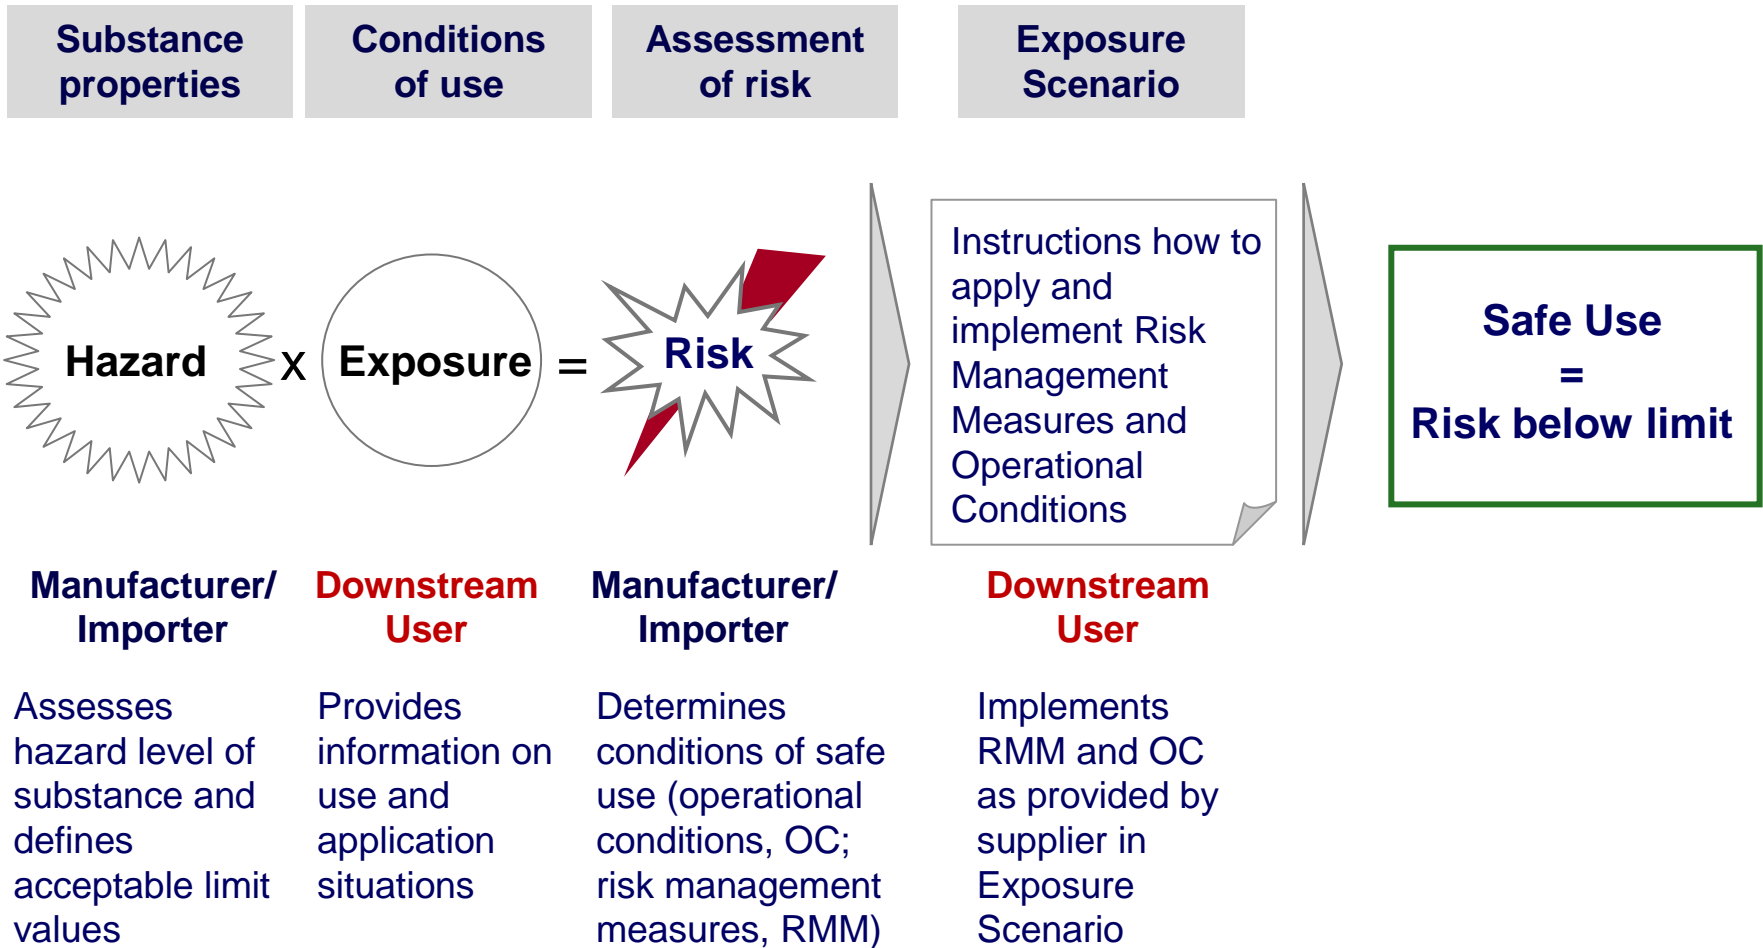 Substance
properties
Conditions
of use
Assessment
of risk
Exposure
Scenario
Hazard
x
Exposure
=
Risk
Instructions how to
apply and
implement Risk
Management
Measures and
Operational
Conditions
Safe Use
=
Risk below limit
Manufacturer/
Importer
Downstream
User
Manufacturer/
Importer
Downstream
User
Assesses
hazard level of
substance and
defines
acceptable limit
values
Provides
information on
use and
application
situations
Determines
conditions of safe
use (operational
conditions, OC;
risk management
measures, RMM)
Implements
RMM and OC
as provided by
supplier in
Exposure
Scenario